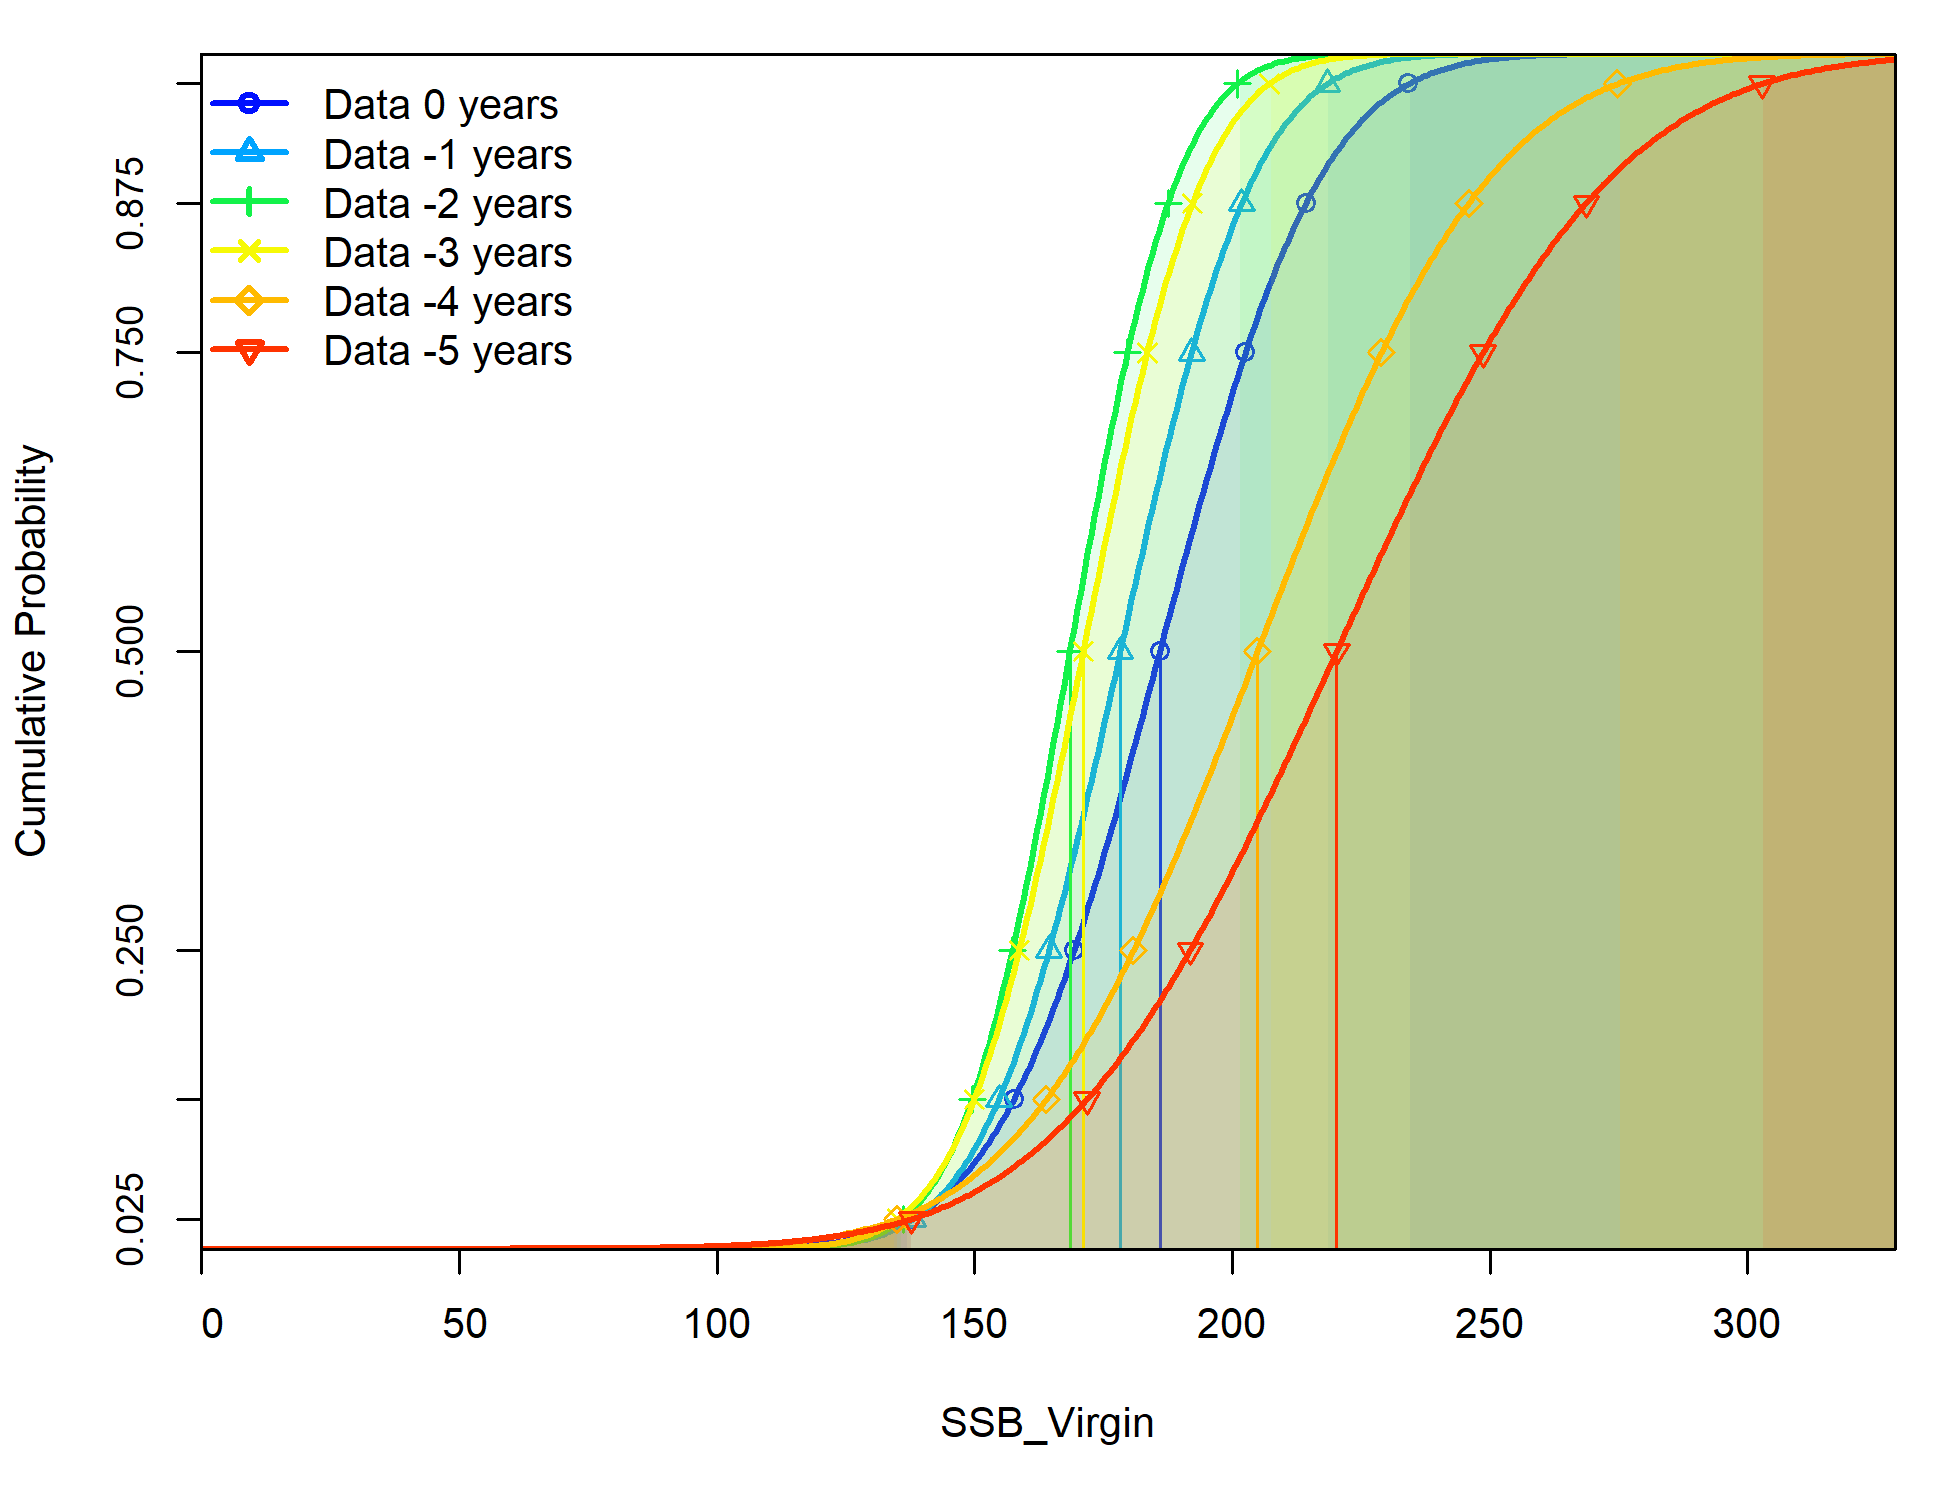 Data 0 years
Data -1 years
Data -2 years
Data -3 years
Data -4 years
Data -5 years
0.875
0.750
0.500
0.250
0.025
Cumulative Probability
0 50 100 150 200 250 300
SSB_Virgin